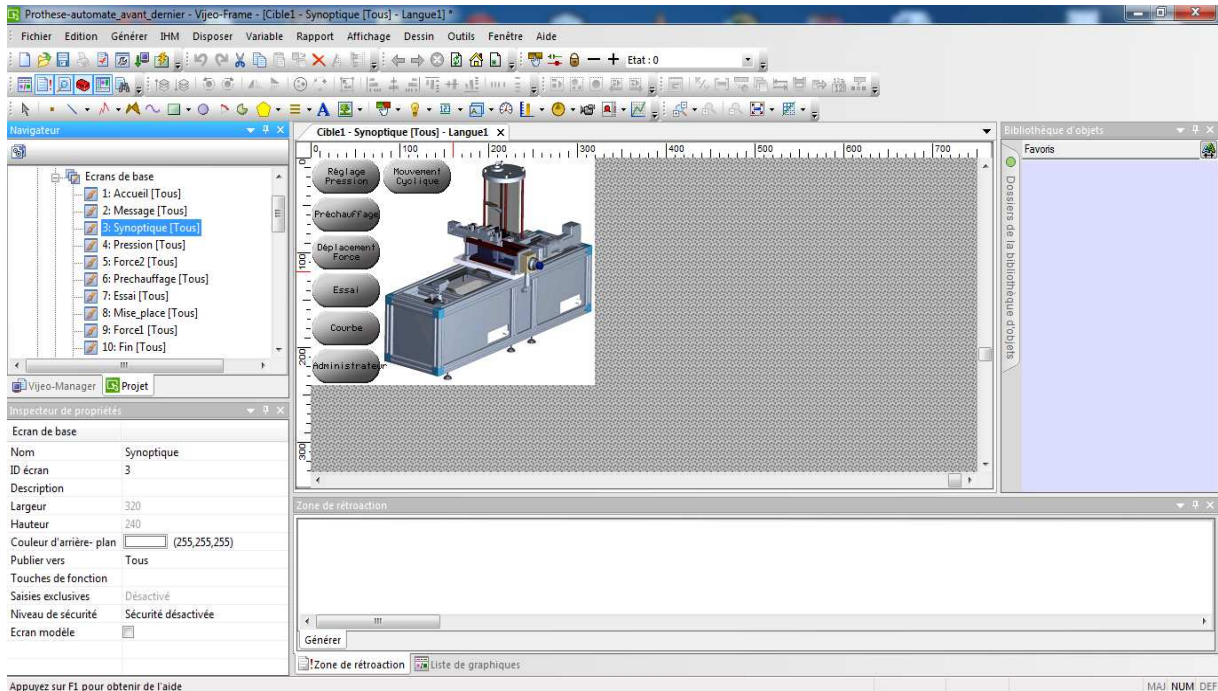 Prothese-automate_avant_dernier - Vijeo-Frame - [Cible1 - Synoptique [Tous] - Langue1] *
Fichier Edition Générer IHM Disposer Variable Rapport Affichage Dessin Outils Fenêtre Aide
Etat : 0
Navigateur
Ecrans de base
1: Accueil [Tous]
2: Message [Tous]
3: Synoptique [Tous]
4: Pression [Tous]
5: Force2 [Tous]
6: Prechauffage [Tous]
7: Essai [Tous]
8: Mise_place [Tous]
9: Force1 [Tous]
10: Fin [Tous]
Vijeo-Manager Projet
Inspecteur de propriétés
Ecran de base
Nom Synoptique
ID écran 3
Description
Largeur 320
Hauteur 240
Couleur d'arrière- plan (255,255,255)
Publier vers Tous
Touches de fonction
Saisies exclusives Désactivé
Niveau de sécurité Sécurité désactivée
Ecran modèle
Cible1 - Synoptique [Tous] - Langue1 X
0 100 200 300 400 500 600 700
0
100
200
300
Réglage
Pression
Mouvement
Cyclique
Préchauffage
Déplacement
Force
Essai
Courbe
Administrateur
Bibliothèque d'objets
Favoris
Dossiers de la bibliothèque d'objets
Zone de rétroaction
Générer
Zone de rétroaction Liste de graphiques
Appuyez sur F1 pour obtenir de l'aide
MAJ NUM DEF